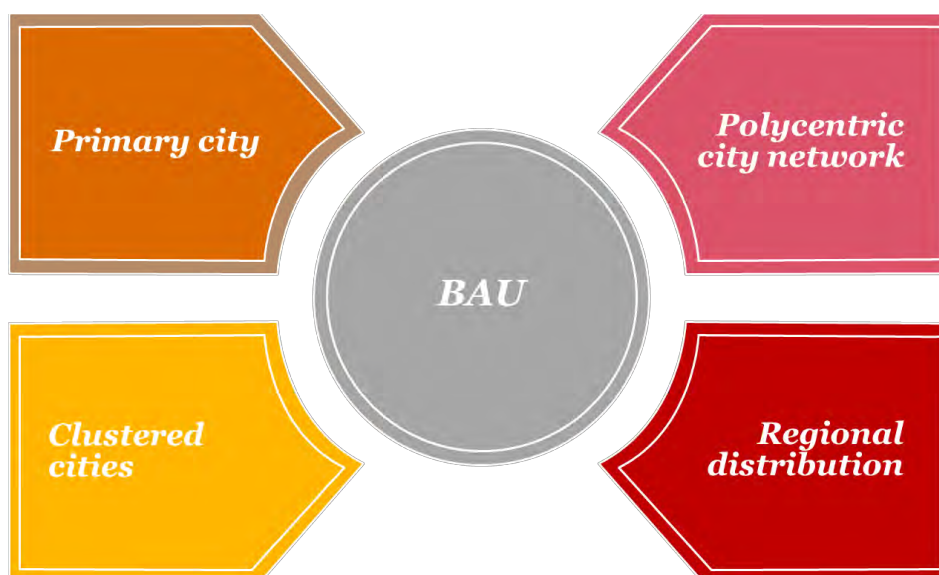 Primary city
Polycentric
city network
BAU
Clustered
cities
Regional
distribution